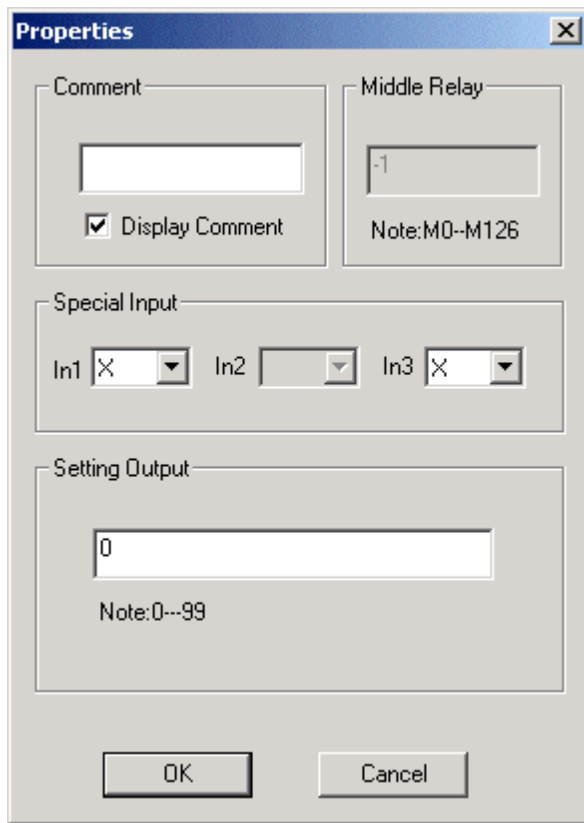 Properties
Comment
Middle Relay
-1
Display Comment
Note:M0--M126
Special Input
In1 X In2 In3 X
Setting Output
0
Note:0---99
OK Cancel